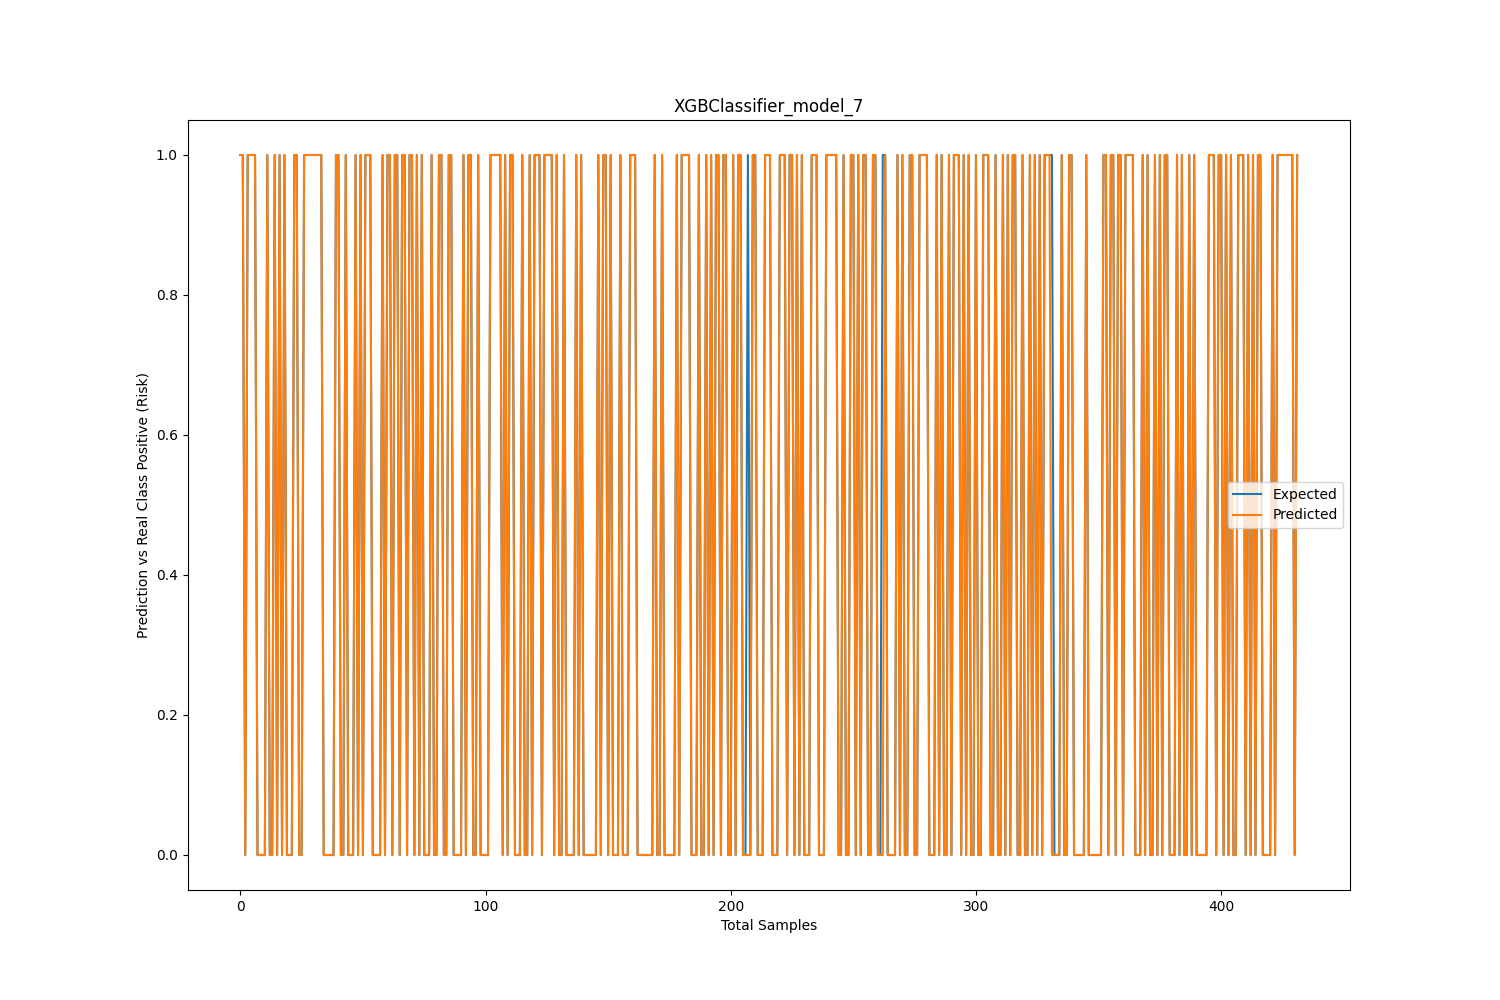 XGBClassifier_model_7
1.0
0.8
0.6
0.4
0.2
0.0
Prediction vs Real Class Positive (Risk)
Expected
Predicted
0
100
200
300
400
Total Samples